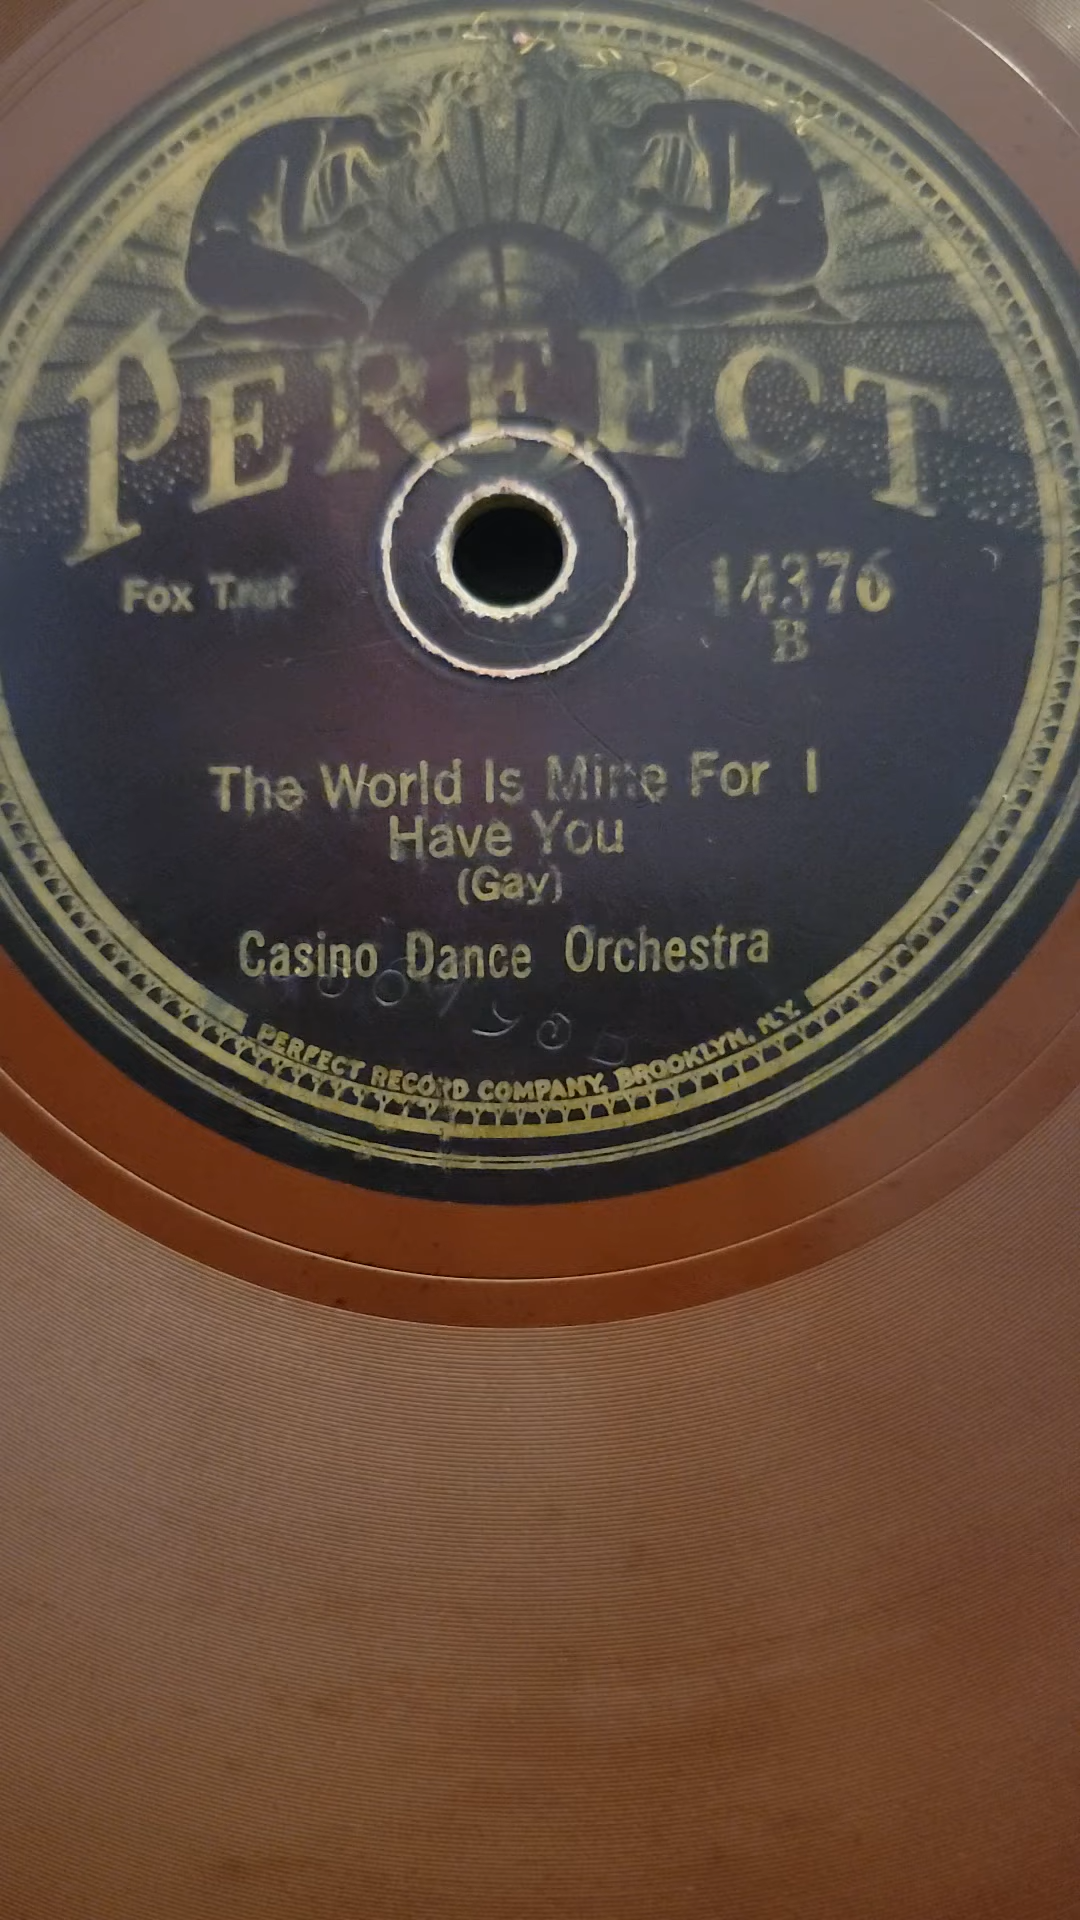 PERFECT
Fox Trot
14376
B
The World Is Mine For I
Have You
(Gay)
Casino Dance Orchestra
PERFECT RECORD COMPANY, BROOKLYN, N.Y.